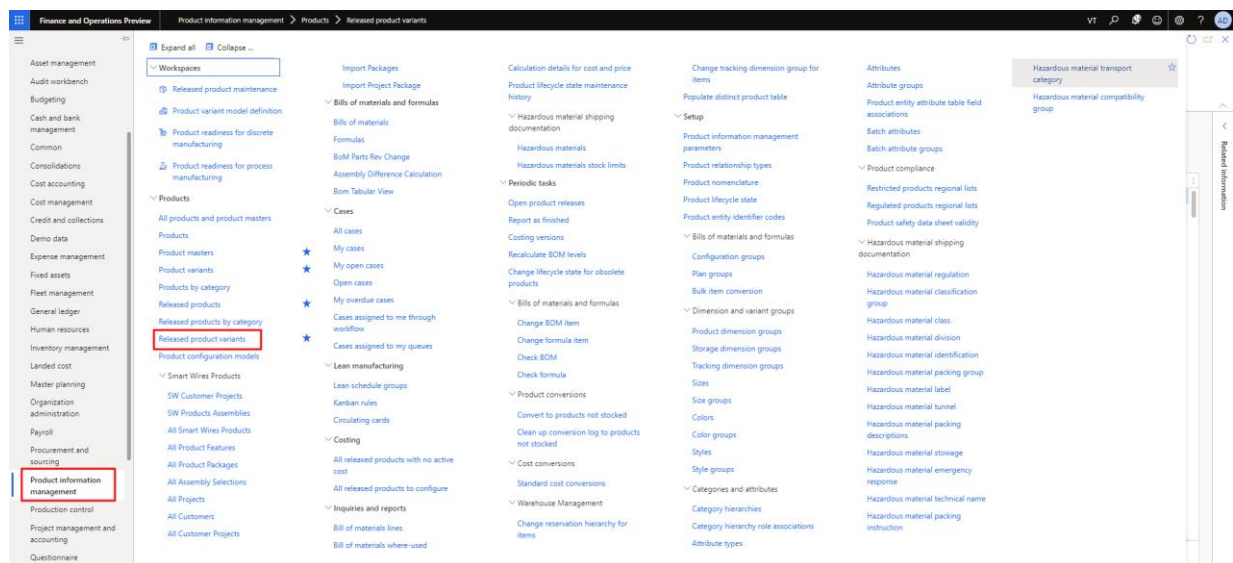 Finance and Operations Preview
Product information management > Products > Released product variants
VT
?
AD
Expand all
Collapse ...
Asset management
Audit workbench
Budgeting
Cash and bank
management
Common
Consolidations
Cost accounting
Cost management
Credit and collections
Demo data
Expense management
Fixed assets
Fleet management
General ledger
Human resources
Inventory management
Landed cost
Master planning
Organization
administration
Payroll
Procurement and
sourcing
Product information
management
Production control
Project management and
accounting
Questionnaire
Workspaces
Released product maintenance
Product variant model definition
Product readiness for discrete
manufacturing
Product readiness for process
manufacturing
Products
All products and product masters
Products
Product masters
Product variants
Products by category
Released products
Released products by category
Released product variants
Product configuration models
Smart Wires Products
SW Customer Projects
SW Products Assemblies
All Smart Wires Products
All Product Features
All Product Packages
All Assembly Selections
All Projects
All Customers
All Customer Projects
Import Packages
Import Project Package
Bills of materials and formulas
Bills of materials
Formulas
BoM Parts Rev Change
Assembly Difference Calculation
Bom Tabular View
Cases
All cases
My cases
My open cases
Open cases
My overdue cases
Cases assigned to me through
workflow
Cases assigned to my queues
Lean manufacturing
Lean schedule groups
Kanban rules
Circulating cards
Costing
All released products with no active
cost
All released products to configure
Inquiries and reports
Bill of materials lines
Bill of materials where-used
Calculation details for cost and price
Product lifecycle state maintenance
history
Hazardous material shipping
documentation
Hazardous materials
Hazardous materials stock limits
Periodic tasks
Open product releases
Report as finished
Costing versions
Recalculate BOM levels
Change lifecycle state for obsolete
products
Bills of materials and formulas
Change BOM item
Change formula item
Check BOM
Check formula
Product conversions
Convert to products not stocked
Clean up conversion log to products
not stocked
Cost conversions
Standard cost conversions
Warehouse Management
Change reservation hierarchy for
items
Change tracking dimension group for
items
Populate distinct product table
Setup
Product information management
parameters
Product relationship types
Product nomenclature
Product lifecycle state
Product entity identifier codes
Bills of materials and formulas
Configuration groups
Plan groups
Bulk item conversion
Dimension and variant groups
Product dimension groups
Storage dimension groups
Tracking dimension groups
Sizes
Size groups
Colors
Color groups
Styles
Style groups
Categories and attributes
Category hierarchies
Category hierarchy role associations
Attribute types
Attributes
Attribute groups
Product entity attribute table field
associations
Batch attributes
Batch attribute groups
Product compliance
Restricted products regional lists
Regulated products regional lists
Product safety data sheet validity
Hazardous material shipping
documentation
Hazardous material regulation
Hazardous material classification
group
Hazardous material class
Hazardous material division
Hazardous material identification
Hazardous material packing group
Hazardous material label
Hazardous material tunnel
Hazardous material packing
descriptions
Hazardous material stowage
Hazardous material emergency
response
Hazardous material technical name
Hazardous material packing
instruction
Hazardous material transport
category
Hazardous material compatibility
group
Related information